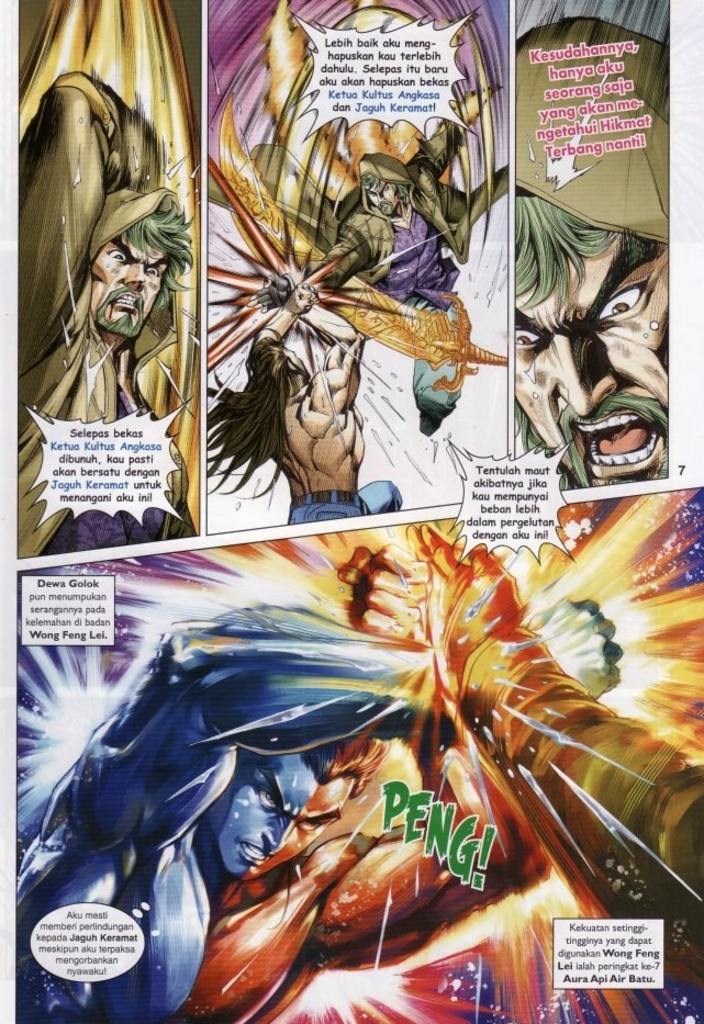 Selepas bekas
Ketua Kultus Angkasa
dibunuh, kau pasti
akan bersatu dengan
Jaguh Keramat untuk
menangani aku ini!
Lebih baik aku meng-
hapuskan kau terlebih
dahulu. Selepas itu baru
aku akan hapuskan bekas
Ketua Kultus Angkasa
dan Jaguh Keramat!
Kesudahannya,
hanya aku
seorang saja
yang akan me-
ngetahui Hikmat
Terbang nanti!
Tentulah maut
akibatnya jika
kau mempunyai
beban lebih
dalam pergelutan
dengan aku ini!
7
Dewa Golok
pun menumpukan
serangannya pada
kelemahan di badan
Wong Feng Lei.
PENG!
Aku mesti
memberi perlindungan
kepada Jaguh Keramat
meskipun aku terpaksa
mengorbankan
nyawaku!
Kekuatan setinggi-
tingginya yang dapat
digunakan Wong Feng
Lei ialah peringkat ke-7
Aura Api Air Batu.